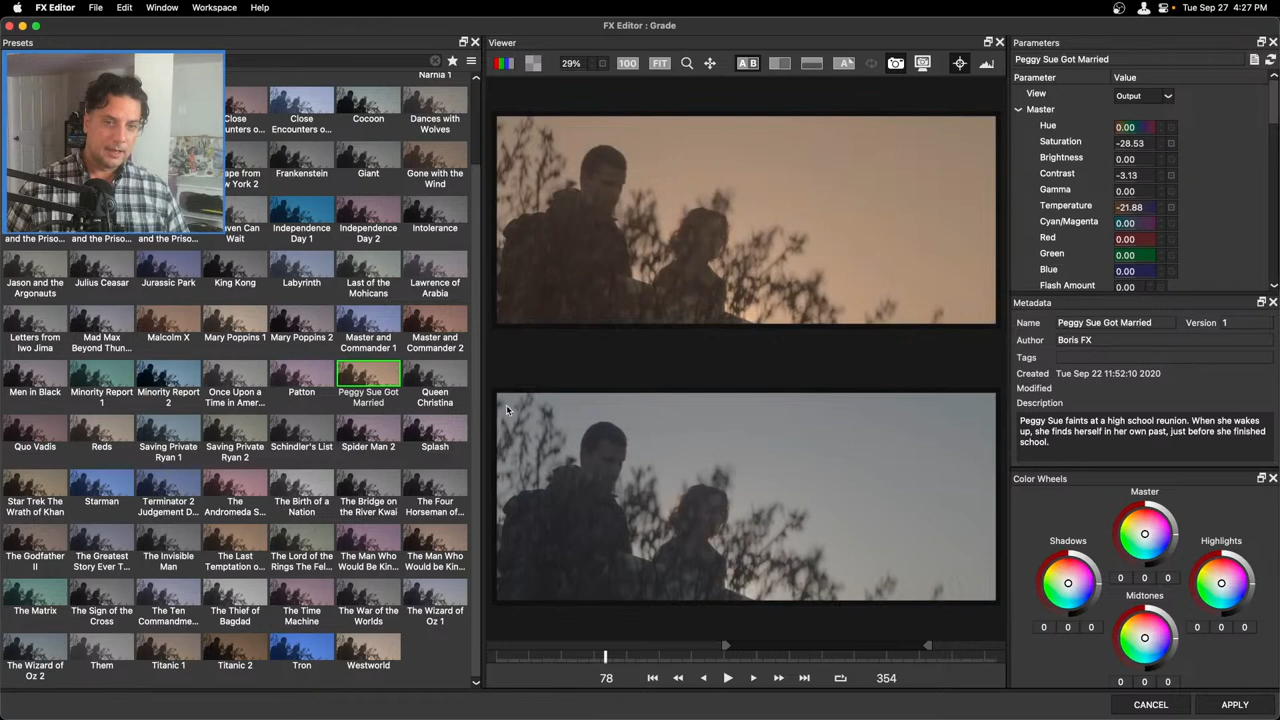 FX Editor File Edit Window Workspace Help Tue Sep 27 4:27 PM
FX Editor : Grade
Presets
Narnia 1
Close Encounters o... Close Encounters o... Cocoon Dances with Wolves
York 2 Frankenstein Giant Gone with the Wind
and the Priso... and the Priso... and the Priso... Wait Independence Day 1 Independence Day 2 Intolerance
Jason and the Argonauts Julius Ceasar Jurassic Park King Kong Labyrinth Last of the Mohicans Lawrence of Arabia
Letters from Iwo Jima Mad Max Beyond Thun... Malcolm X Mary Poppins 1 Mary Poppins 2 Master and Commander 1 Master and Commander 2
Men in Black Minority Report 1 Minority Report 2 Once Upon a Time in Amer... Patton Peggy Sue Got Married Queen Christina
Quo Vadis Reds Saving Private Ryan 1 Saving Private Ryan 2 Schindler's List Spider Man 2 Splash
Star Trek The Wrath of Khan Starman Terminator 2 Judgement D... The Andromeda S... The Birth of a Nation The Bridge on the River Kwai The Four Horseman of...
The Godfather II The Greatest Story Ever T... The Invisible Man The Last Temptation o... The Lord of the Rings The Fel... The Man Who Would Be Kin... The Man Who Would be Kin...
The Matrix The Sign of the Cross The Ten Commandme... The Thief of Bagdad The Time Machine The War of the Worlds The Wizard of Oz 1
The Wizard of Oz 2 Them Titanic 1 Titanic 2 Tron Westworld
Viewer
29% 100 FIT A B A
78 354
Parameters
Peggy Sue Got Married
Parameter Value
View Output
Master
Hue 0.00
Saturation -28.53
Brightness 0.00
Contrast -3.13
Gamma 0.00
Temperature -21.88
Cyan/Magenta 0.00
Red 0.00
Green 0.00
Blue 0.00
Flash Amount 0.00
Metadata
Name Peggy Sue Got Married Version 1
Author Boris FX
Tags
Created Tue Sep 22 11:52:10 2020
Modified
Description
Peggy Sue faints at a high school reunion. When she wakes
up, she finds herself in her own past, just before she finished
school.
Color Wheels
Master
Shadows Highlights
0 0 0
Midtones
0 0 0 0 0 0
0 0 0
CANCEL APPLY